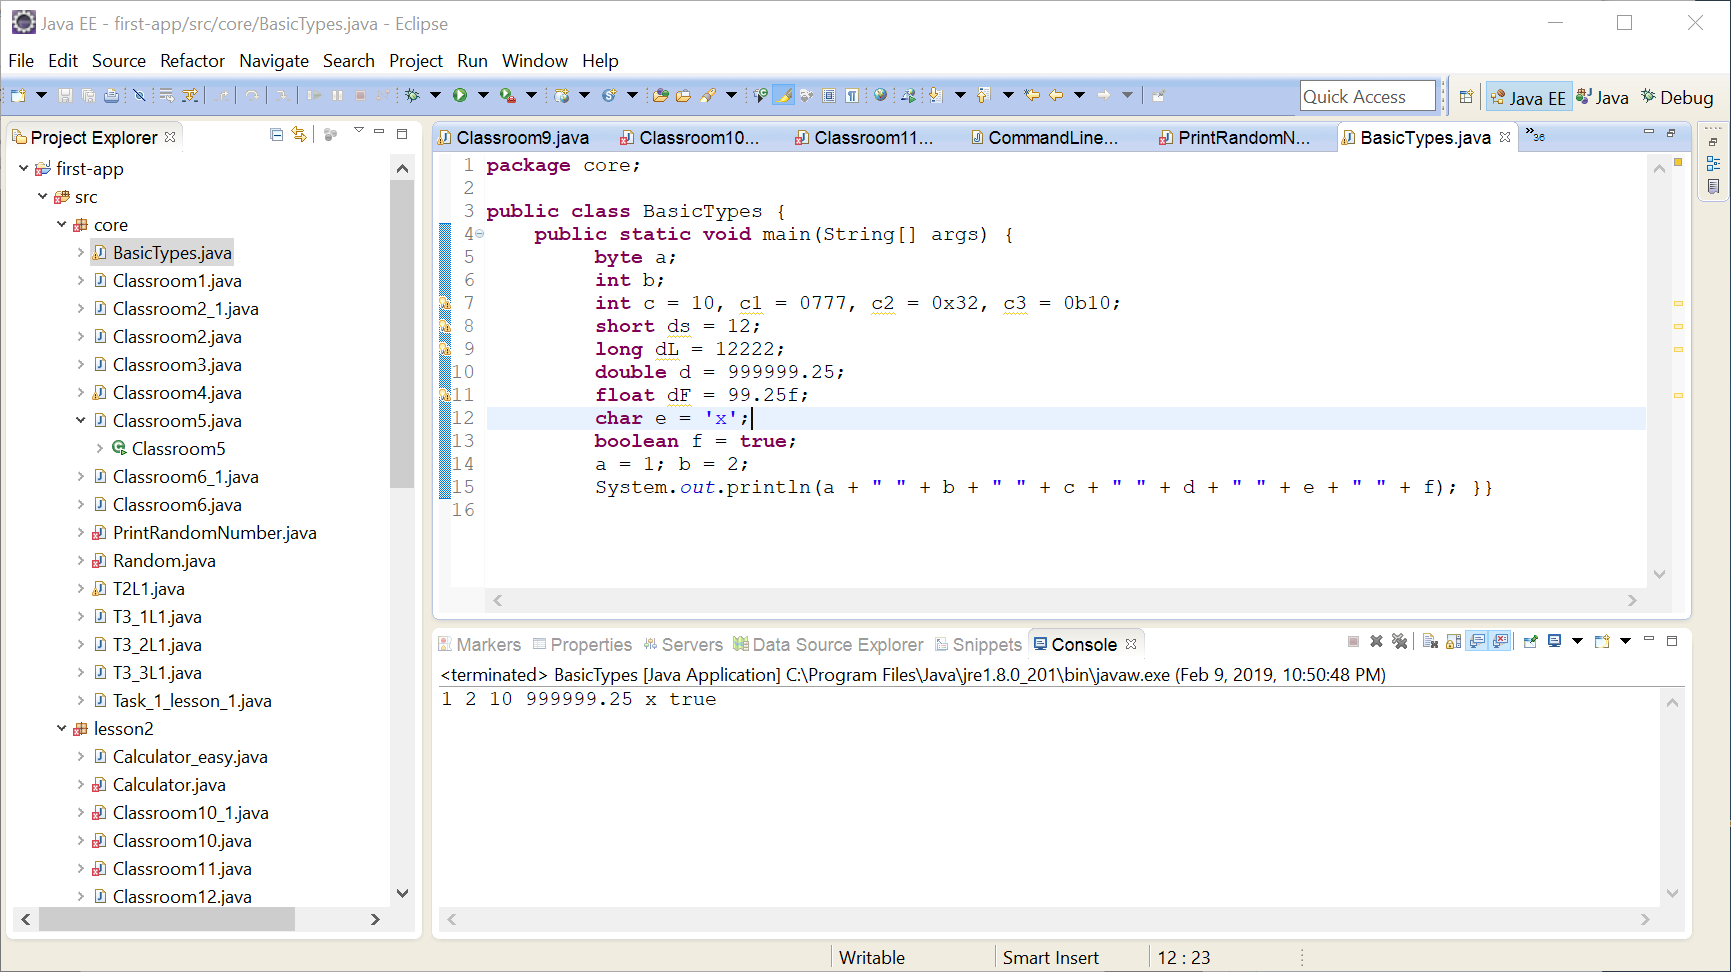 Java EE - first-app/src/core/BasicTypes.java - Eclipse
File Edit Source Refactor Navigate Search Project Run Window Help
Quick Access
Java EE Java Debug
Project Explorer
first-app
src
core
BasicTypes.java
Classroom1.java
Classroom2_1.java
Classroom2.java
Classroom3.java
Classroom4.java
Classroom5.java
Classroom5
Classroom6_1.java
Classroom6.java
PrintRandomNumber.java
Random.java
T2L1.java
T3_1L1.java
T3_2L1.java
T3_3L1.java
Task_1_lesson_1.java
lesson2
Calculator_easy.java
Calculator.java
Classroom10_1.java
Classroom10.java
Classroom11.java
Classroom12.java
Classroom9.java Classroom10... Classroom11... CommandLine... PrintRandomN... BasicTypes.java »36
1 package core;
2
3 public class BasicTypes {
4 public static void main(String[] args) {
5 byte a;
6 int b;
7 int c = 10, c1 = 0777, c2 = 0x32, c3 = 0b10;
8 short ds = 12;
9 long dL = 12222;
10 double d = 999999.25;
11 float dF = 99.25f;
12 char e = 'x';
13 boolean f = true;
14 a = 1; b = 2;
15 System.out.println(a + " " + b + " " + c + " " + d + " " + e + " " + f); }}
16
Markers Properties Servers Data Source Explorer Snippets Console
<terminated> BasicTypes [Java Application] C:\Program Files\Java\jre1.8.0_201\bin\javaw.exe (Feb 9, 2019, 10:50:48 PM)
1 2 10 999999.25 x true
Writable Smart Insert 12 : 23